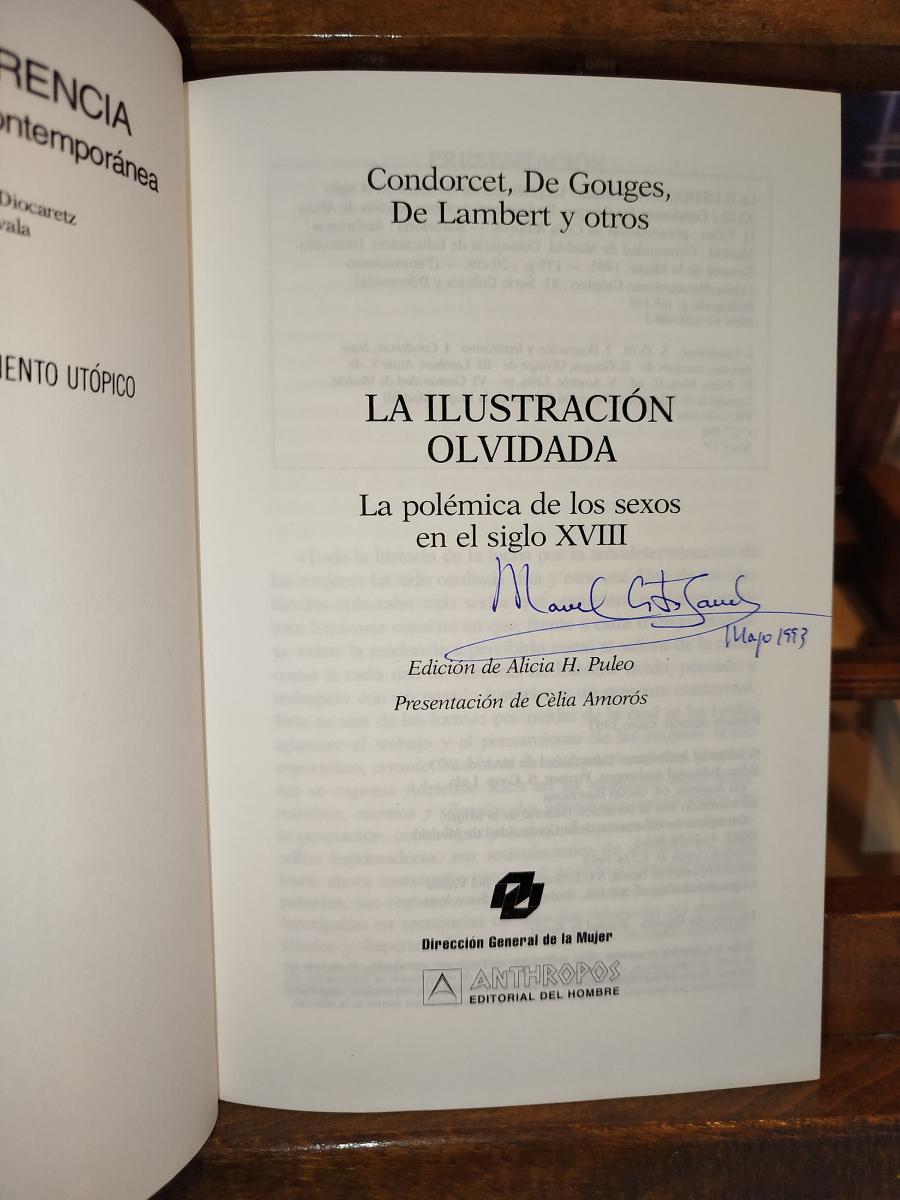 RENCIA
ontemporánea
Diocaretz
vala
IENTO UTÓPICO
Condorcet, De Gouges,
De Lambert y otros
LA ILUSTRACIÓN
OLVIDADA
La polémica de los sexos
en el siglo XVIII
Manuel
Mayo 1993
Edición de Alicia H. Puleo
Presentación de Cèlia Amorós
Dirección General de la Mujer
ANTHROPOS
EDITORIAL DEL HOMBRE